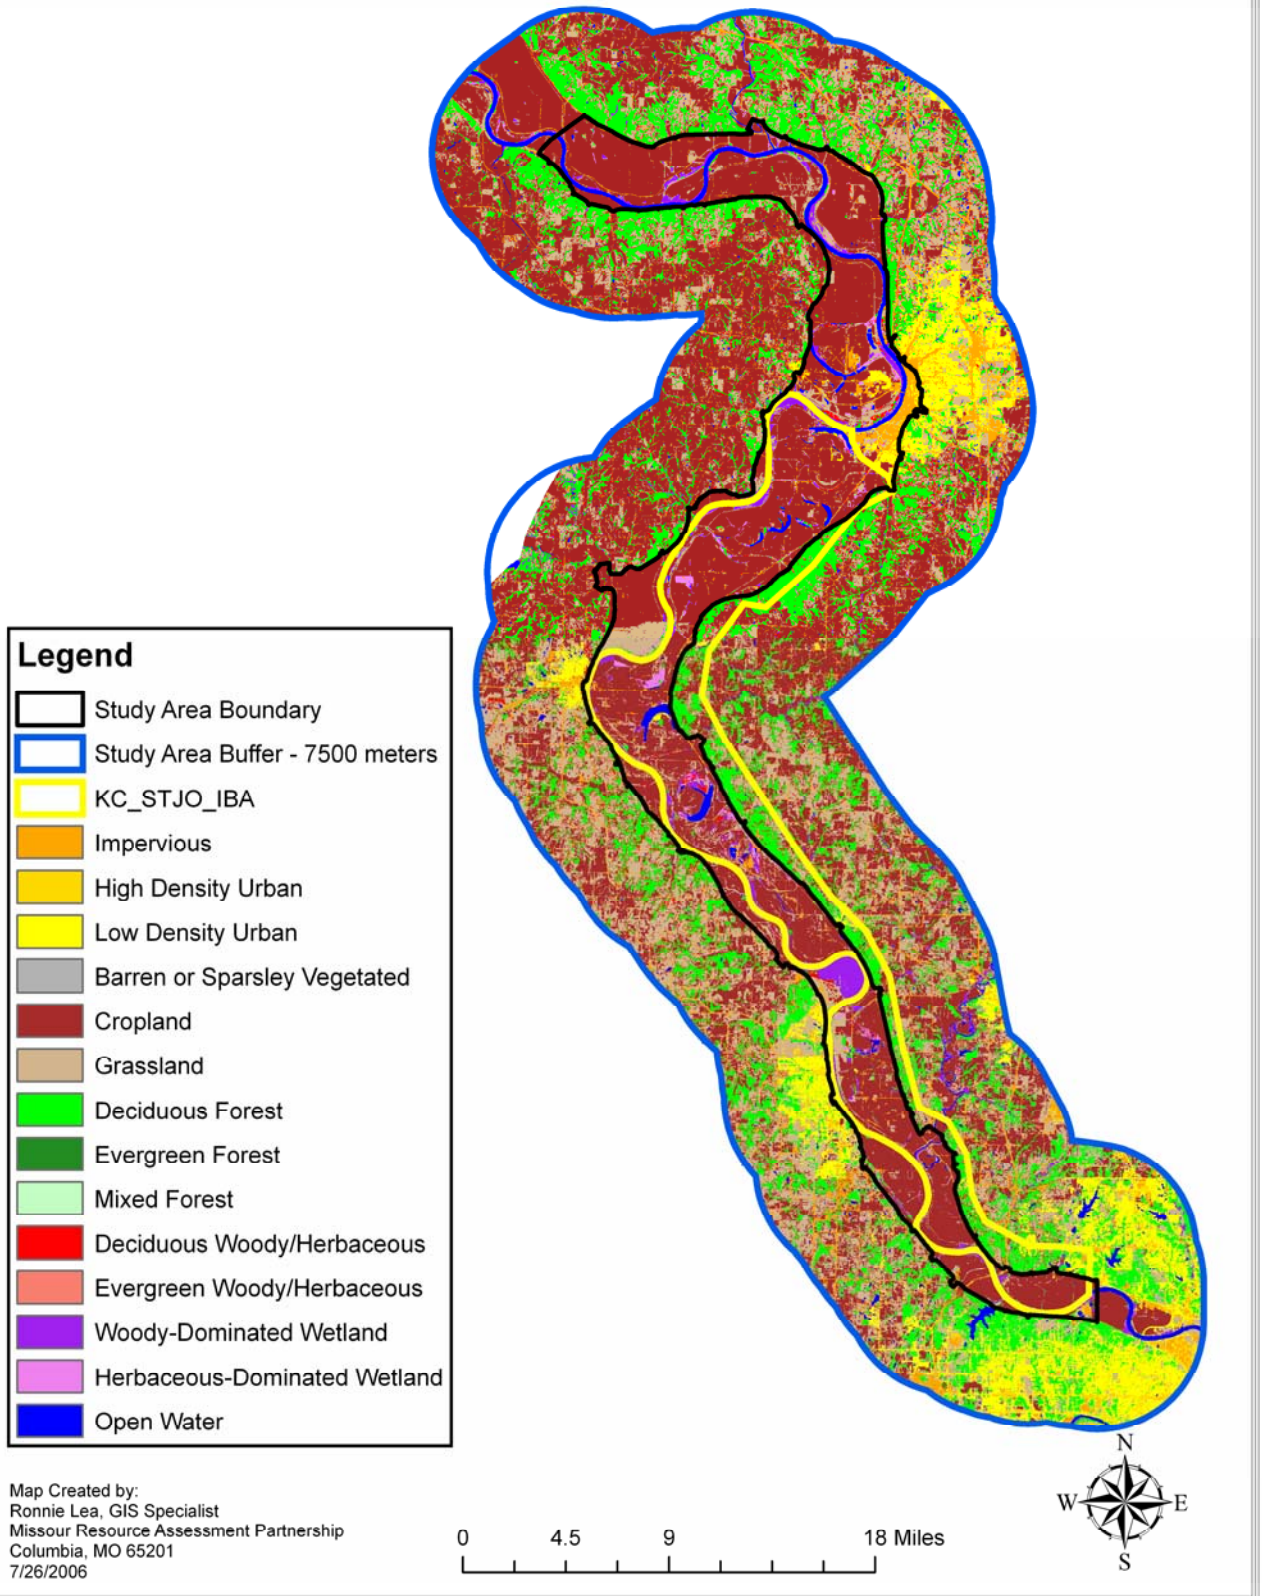 Legend
Study Area Boundary
Study Area Buffer - 7500 meters
KC_STJO_IBA
Impervious
High Density Urban
Low Density Urban
Barren or Sparsley Vegetated
Cropland
Grassland
Deciduous Forest
Evergreen Forest
Mixed Forest
Deciduous Woody/Herbaceous
Evergreen Woody/Herbaceous
Woody-Dominated Wetland
Herbaceous-Dominated Wetland
Open Water
Map Created by:
Ronnie Lea, GIS Specialist
Missour Resource Assessment Partnership
Columbia, MO 65201
7/26/2006
0 4.5 9 18 Miles
N
W E
S